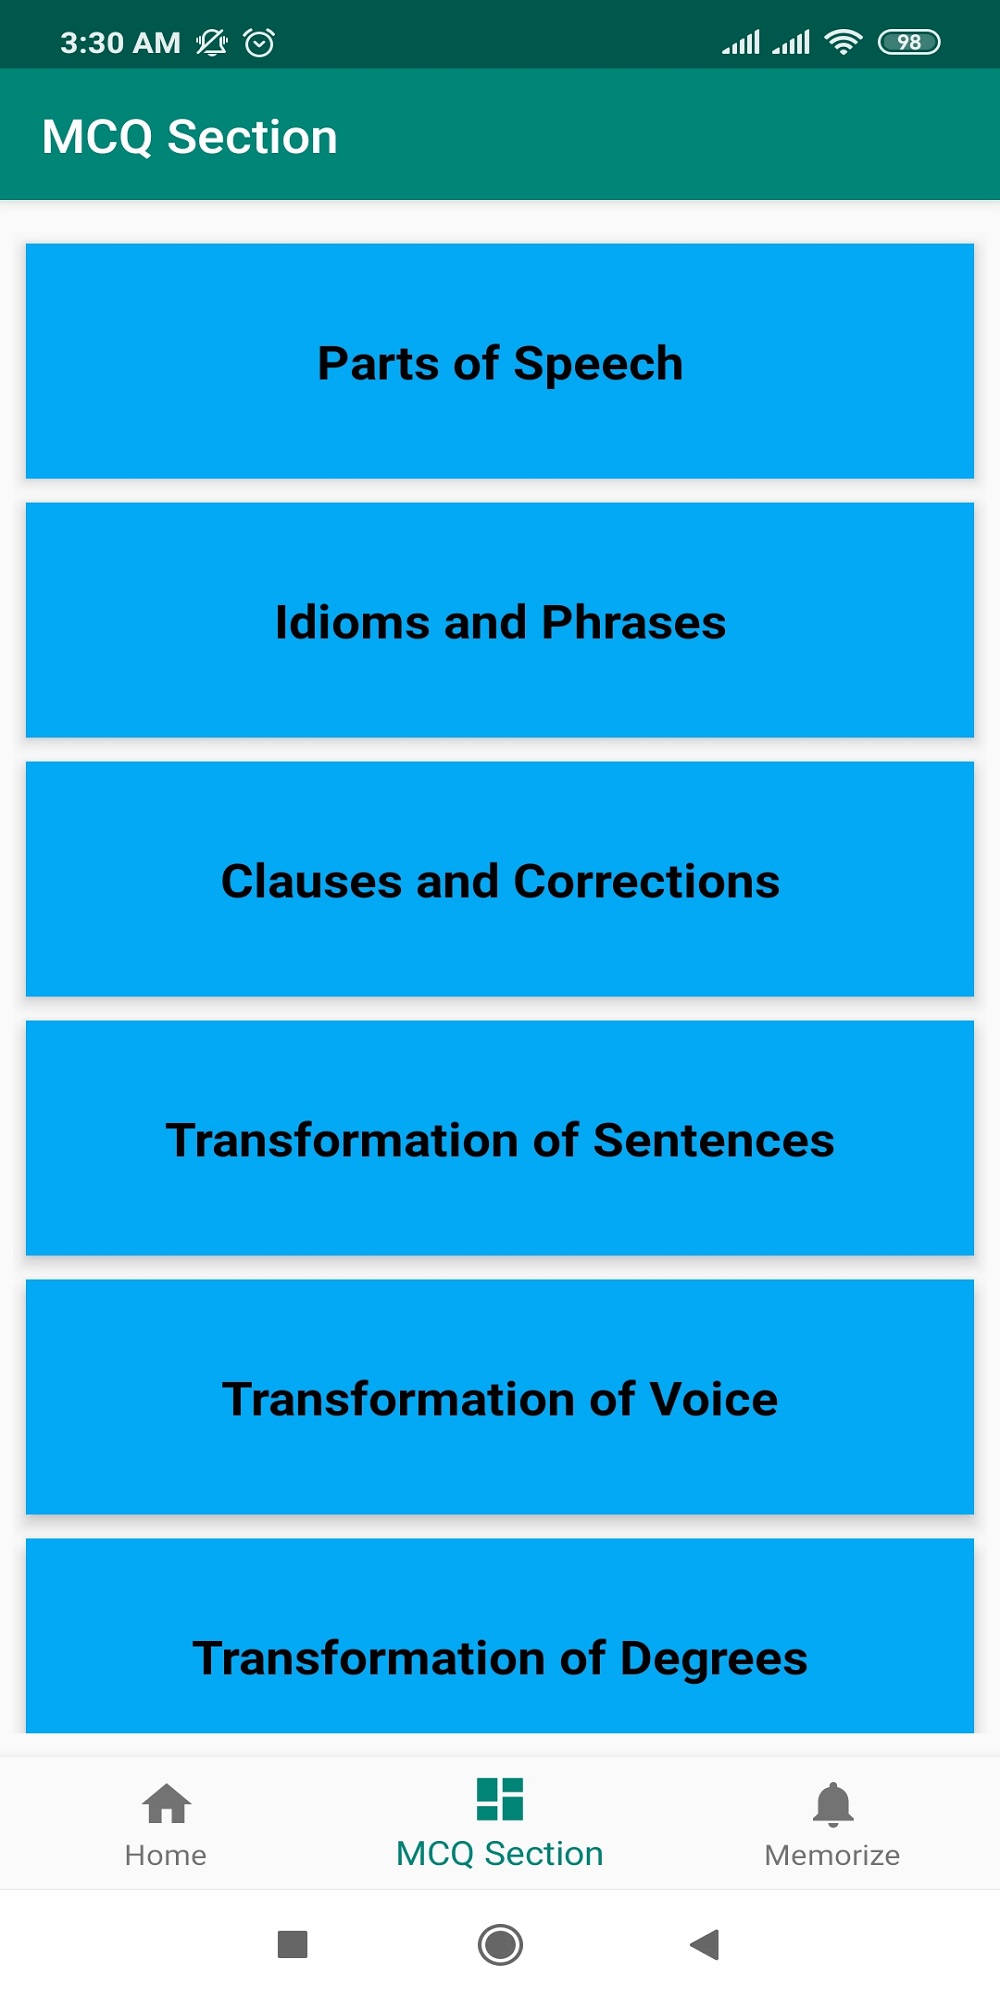 3:30 AM
98
MCQ Section
Parts of Speech
Idioms and Phrases
Clauses and Corrections
Transformation of Sentences
Transformation of Voice
Transformation of Degrees
Home
MCQ Section
Memorize